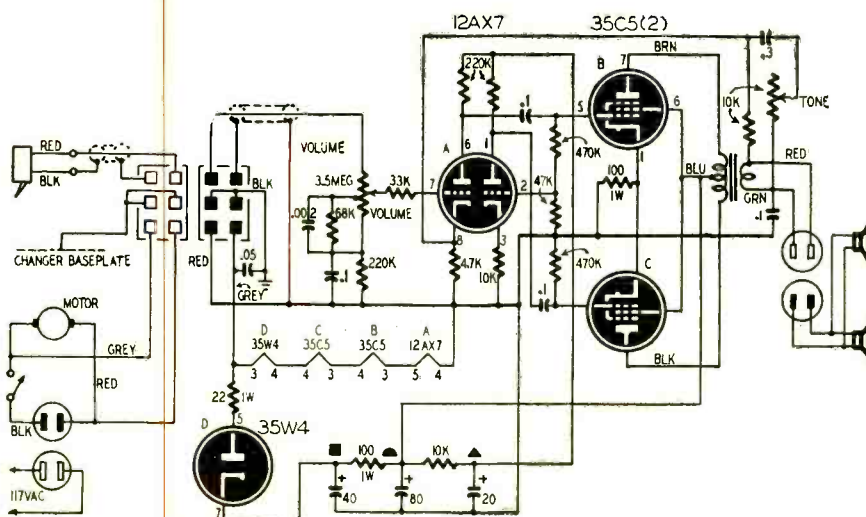 12AX7
35C5(2)
BRN
7
.3
B
220K
TONE
10K
.1
5
6
RED
RED
VOLUME
A
6
1
470K
BLK
3.5MEG
33K
7
2
47K
100
1W
1
BLU
BLK
VOLUME
GRN
.002
68K
.1
CHANGER BASEPLATE
RED
.05
8
3
C
.1
220K
4.7K
10K
.1
470K
GREY
MOTOR
D
C
B
A
35W4
35C5
35C5
12AX7
GREY
BLK
3 4
4 3
4 3
5 4
RED
22
1W
BLK
D
5
35W4
100
10K
1W
117VAC
+
40
+
80
+
20
7